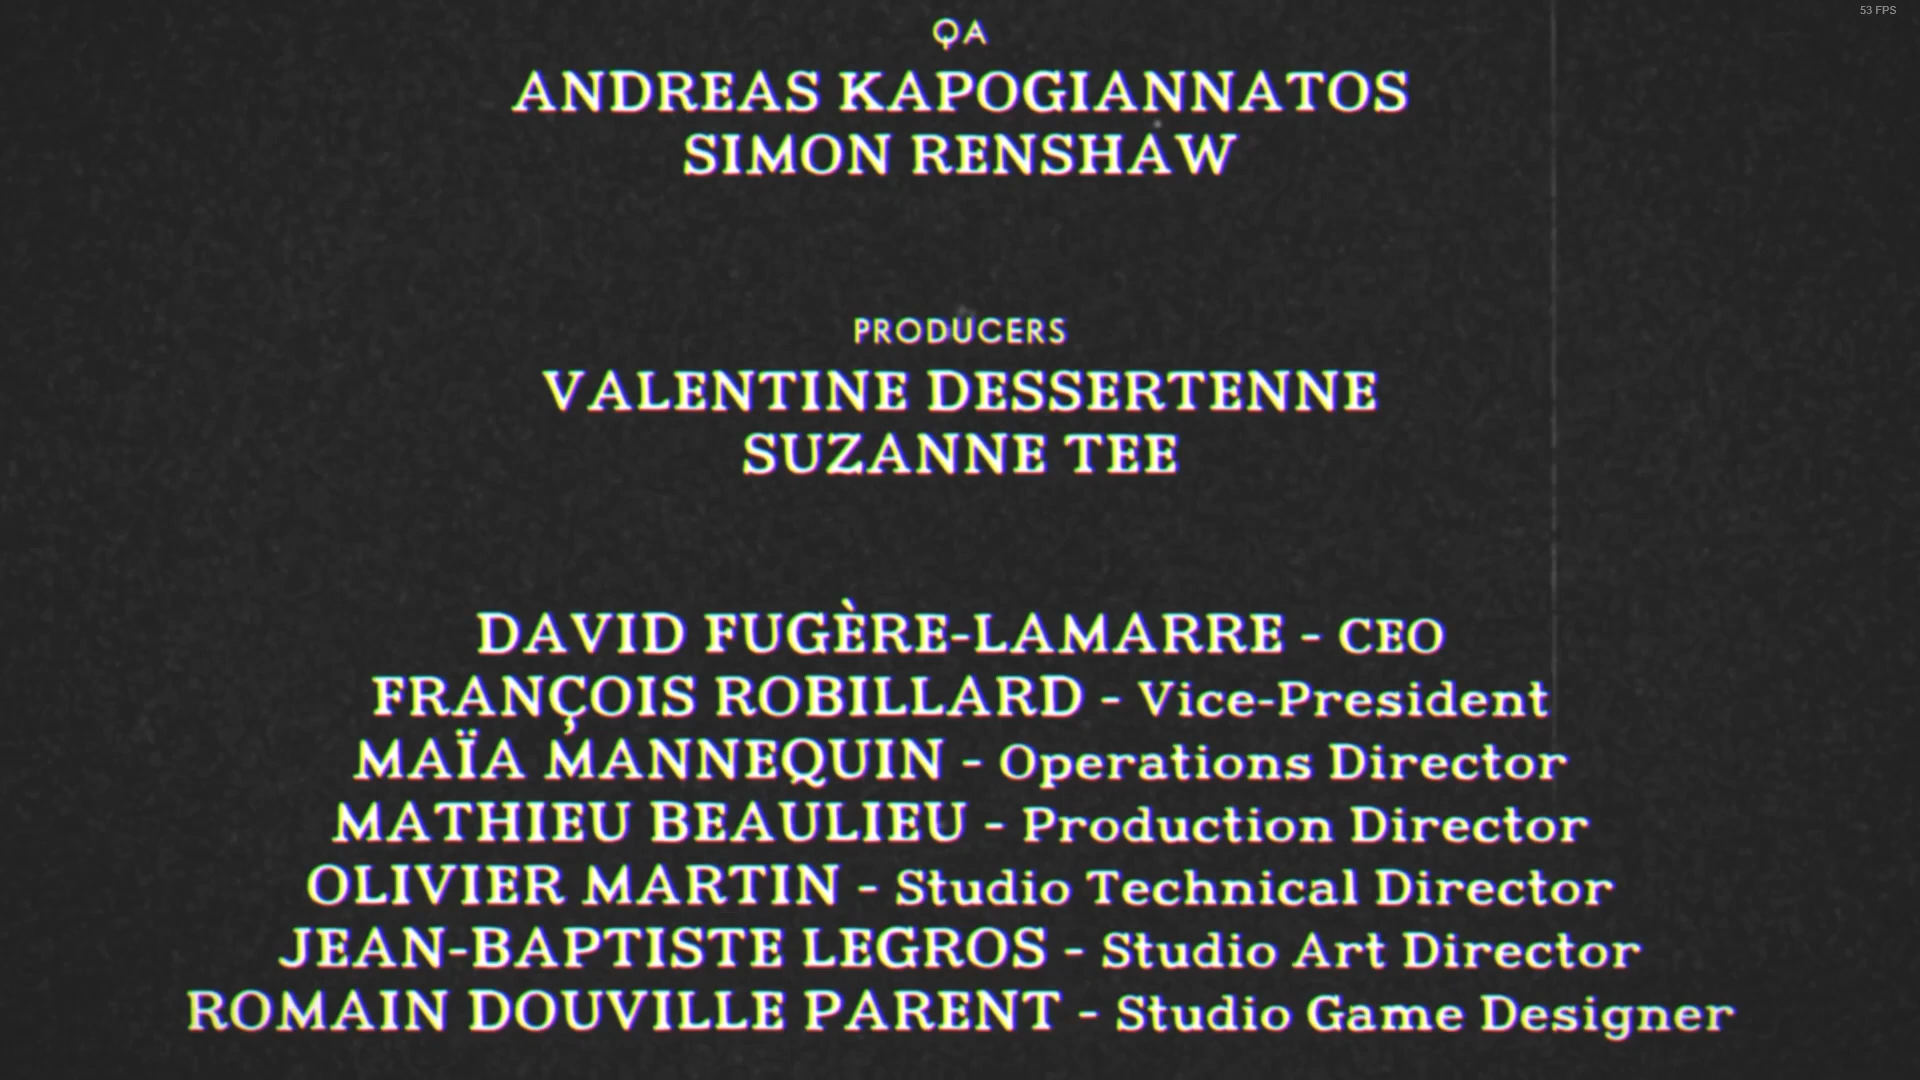 53 FPS
QA
ANDREAS KAPOGIANNATOS
SIMON RENSHAW
PRODUCERS
VALENTINE DESSERTENNE
SUZANNE TEE
DAVID FUGÈRE-LAMARRE - CEO
FRANÇOIS ROBILLARD - Vice-President
MAÏA MANNEQUIN - Operations Director
MATHIEU BEAULIEU - Production Director
OLIVIER MARTIN - Studio Technical Director
JEAN-BAPTISTE LEGROS - Studio Art Director
ROMAIN DOUVILLE PARENT - Studio Game Designer